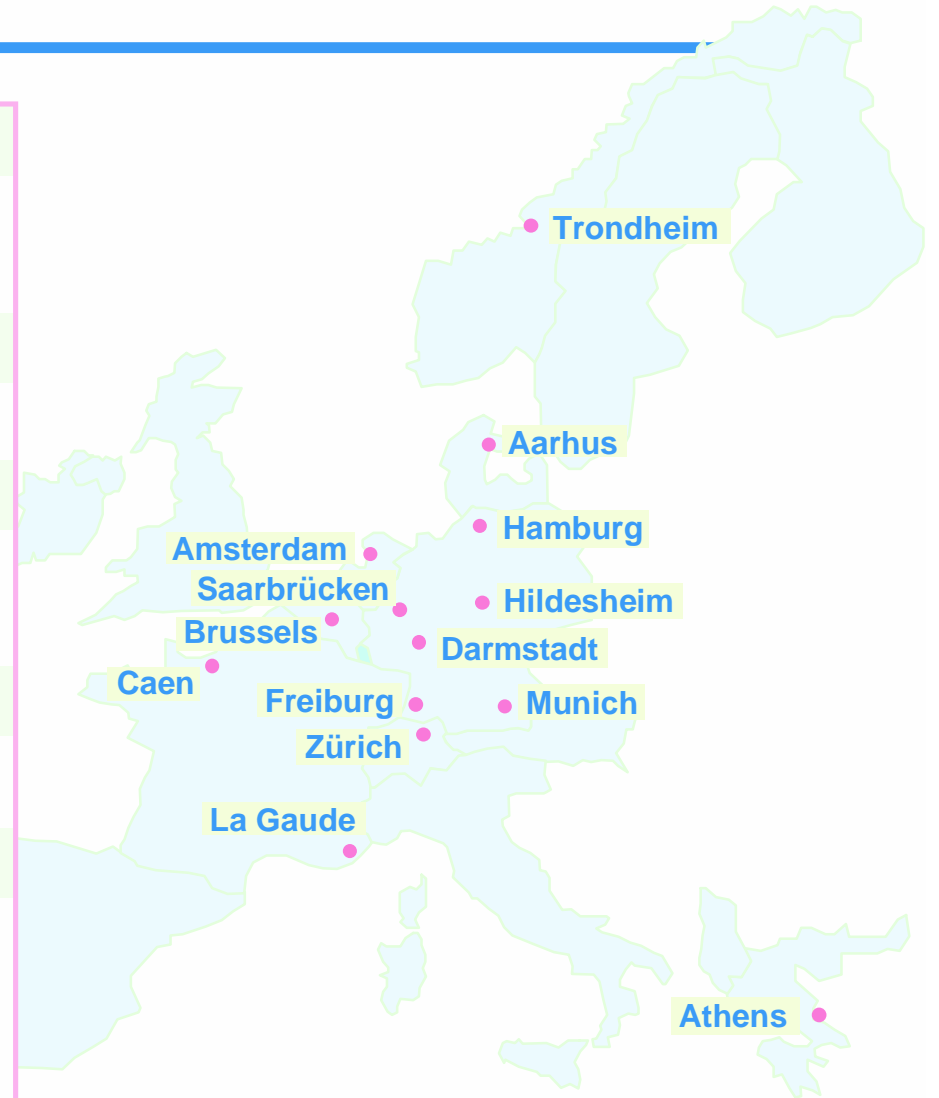 Trondheim
Aarhus
Hamburg
Amsterdam
Saarbrücken
Hildesheim
Brussels
Darmstadt
Caen
Freiburg
Munich
Zürich
La Gaude
Athens